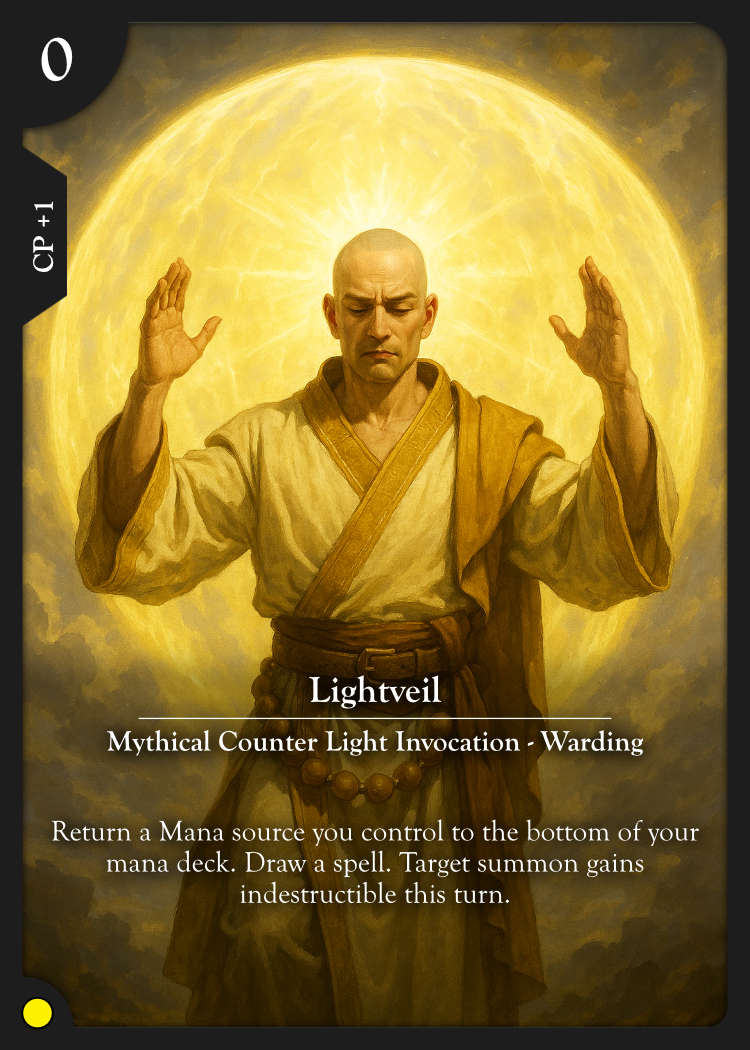 0
CP +1
Lightveil
Mythical Counter Light Invocation - Warding
Return a Mana source you control to the bottom of your
mana deck. Draw a spell. Target summon gains
indestructible this turn.